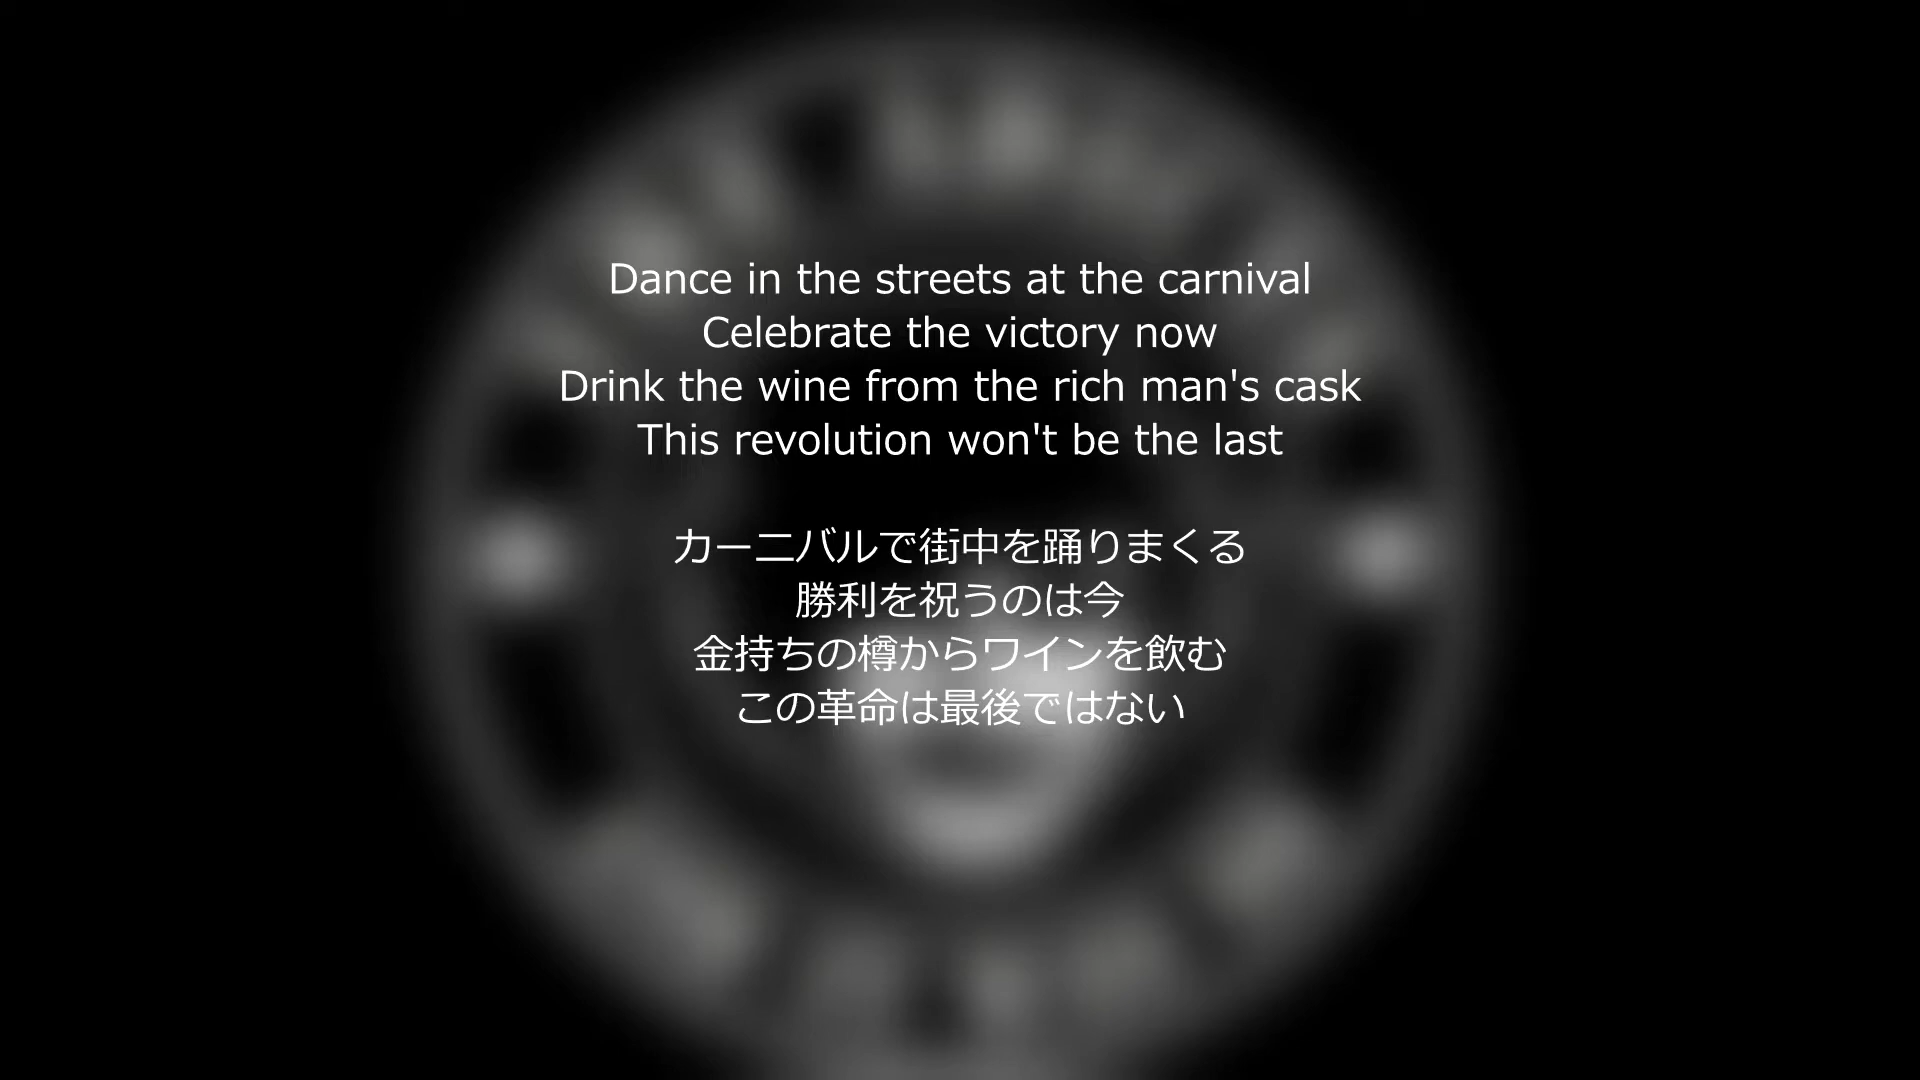 Dance in the streets at the carnival
Celebrate the victory now
Drink the wine from the rich man's cask
This revolution won't be the last
カーニバルで街中を踊りまくる
勝利を祝うのは今
金持ちの樽からワインを飲む
この革命は最後ではない